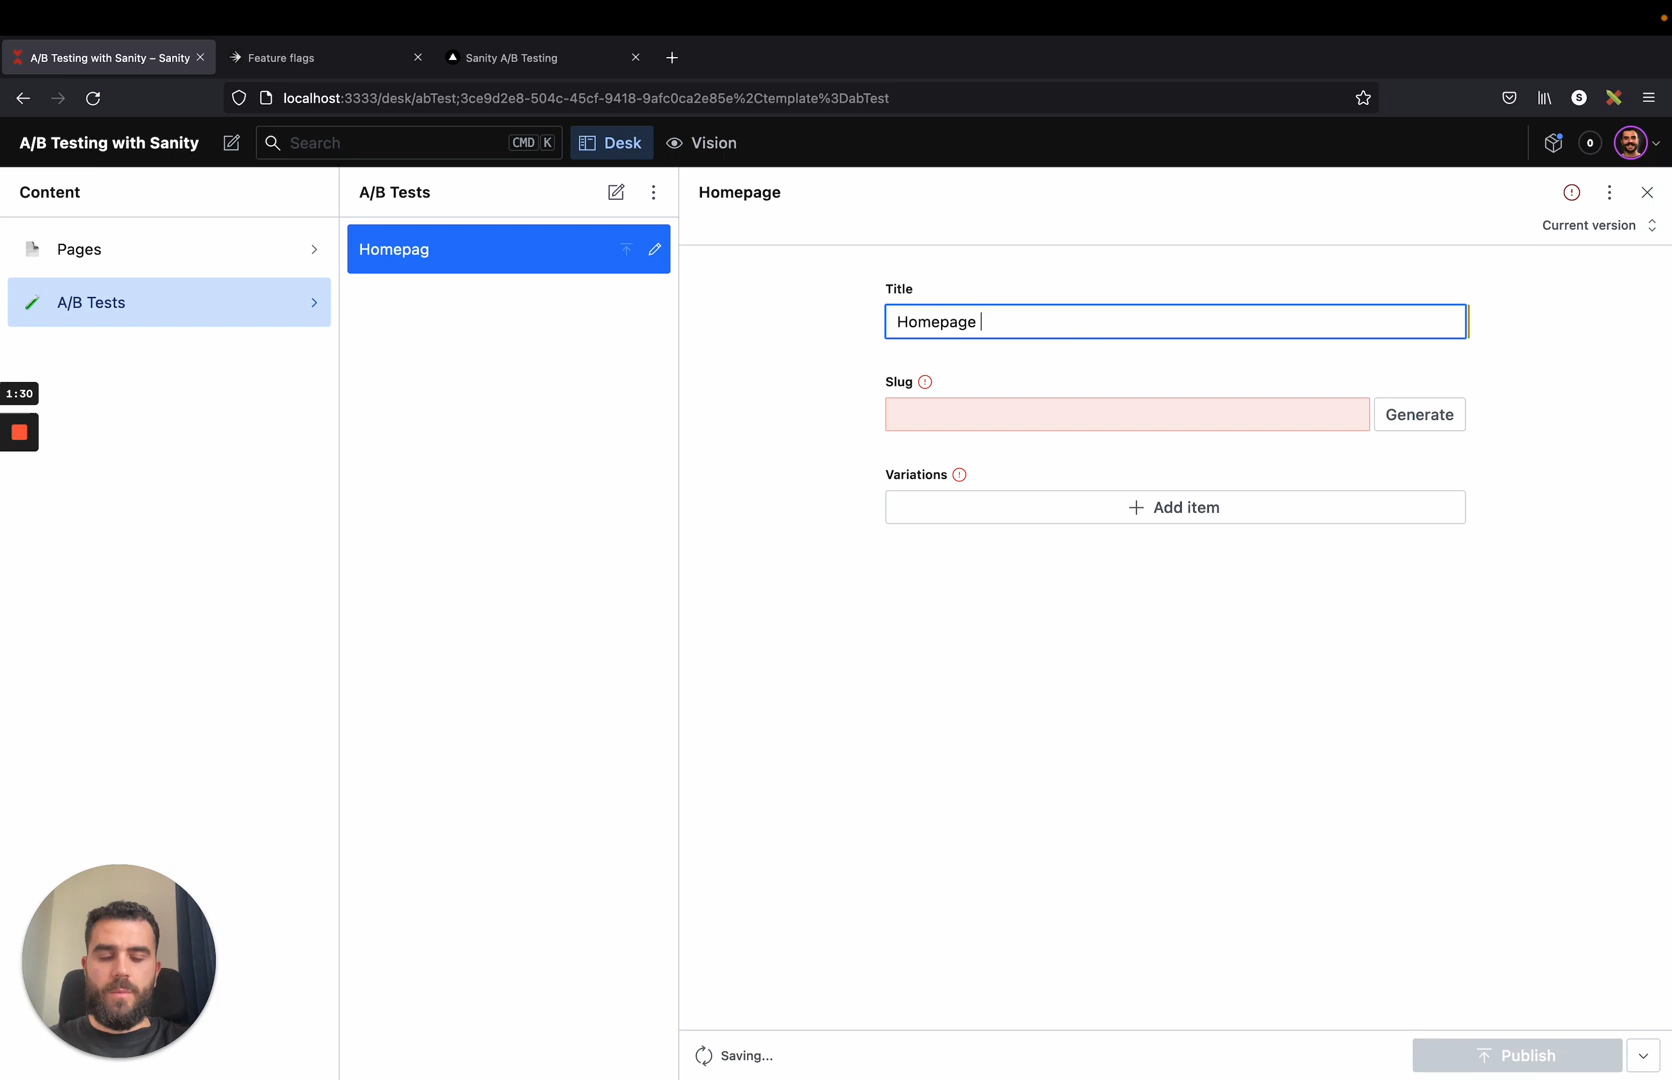 A/B Testing with Sanity – Sanity
Feature flags
Sanity A/B Testing
localhost:3333/desk/abTest;3ce9d2e8-504c-45cf-9418-9afc0ca2e85e%2Ctemplate%3DabTest
S
A/B Testing with Sanity
Search
CMD K
Desk
Vision
0
Content
A/B Tests
Homepage
Current version
Pages
Homepag
A/B Tests
Title
Homepage
Slug
Generate
1:30
Variations
Add item
Saving...
Publish